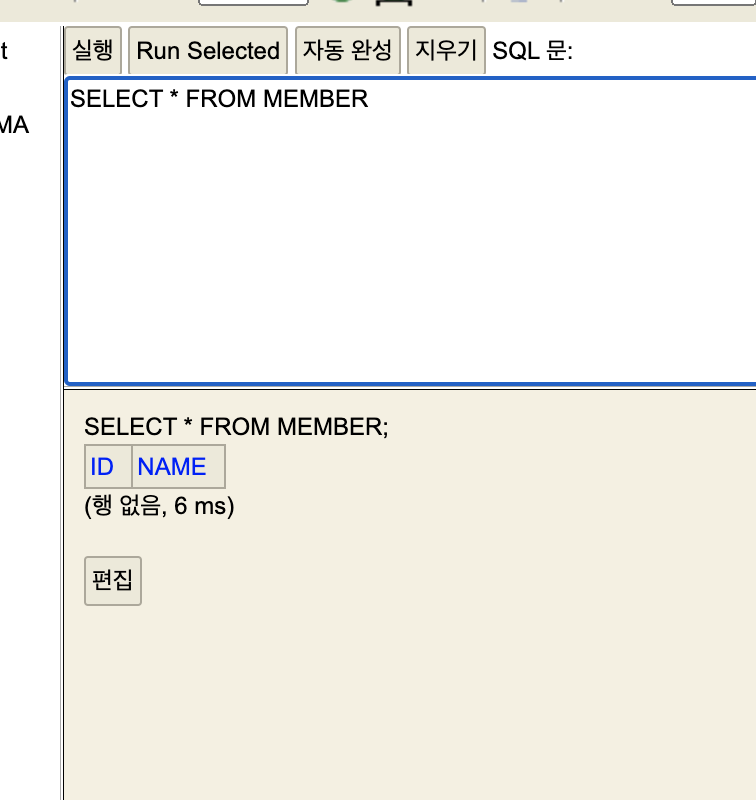 t
MA
실행 Run Selected 자동 완성 지우기 SQL 문:
SELECT * FROM MEMBER
SELECT * FROM MEMBER;
ID NAME
(행 없음, 6 ms)
편집